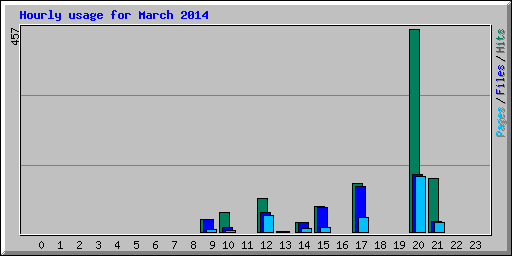 Hourly usage for March 2014
457
Pages/Files/Hits
0 1 2 3 4 5 6 7 8 9 10 11 12 13 14 15 16 17 18 19 20 21 22 23